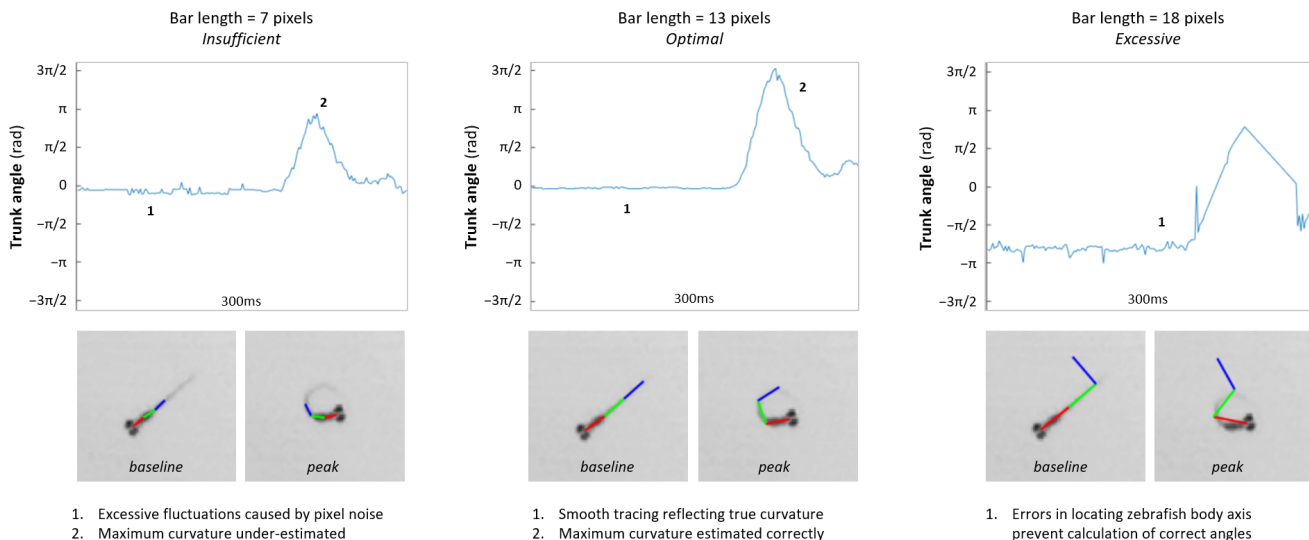 Bar length = 7 pixels
Insufficient
3π/2
π
π/2
0
−π/2
−π
−3π/2
Trunk angle (rad)
1
2
300ms
baseline
peak
1. Excessive fluctuations caused by pixel noise
2. Maximum curvature under-estimated
Bar length = 13 pixels
Optimal
3π/2
π
π/2
0
−π/2
−π
−3π/2
Trunk angle (rad)
1
2
300ms
baseline
peak
1. Smooth tracing reflecting true curvature
2. Maximum curvature estimated correctly
Bar length = 18 pixels
Excessive
3π/2
π
π/2
0
−π/2
−π
−3π/2
Trunk angle (rad)
1
300ms
baseline
peak
1. Errors in locating zebrafish body axis
prevent calculation of correct angles